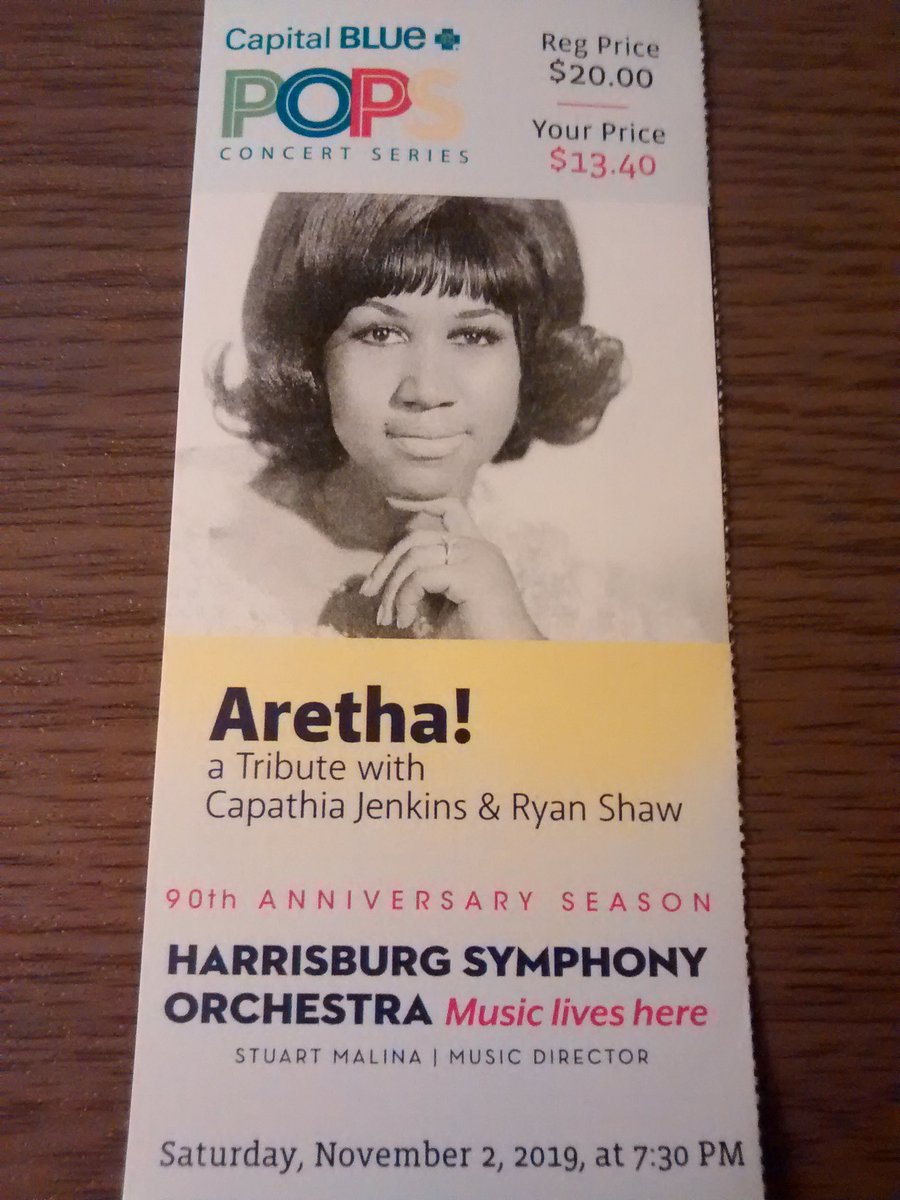 Capital BLUE
POPS
CONCERT SERIES
Reg Price
$20.00
Your Price
$13.40
Aretha!
a Tribute with
Capathia Jenkins & Ryan Shaw
90th ANNIVERSARY SEASON
HARRISBURG SYMPHONY
ORCHESTRA Music lives here
STUART MALINA | MUSIC DIRECTOR
Saturday, November 2, 2019, at 7:30 PM